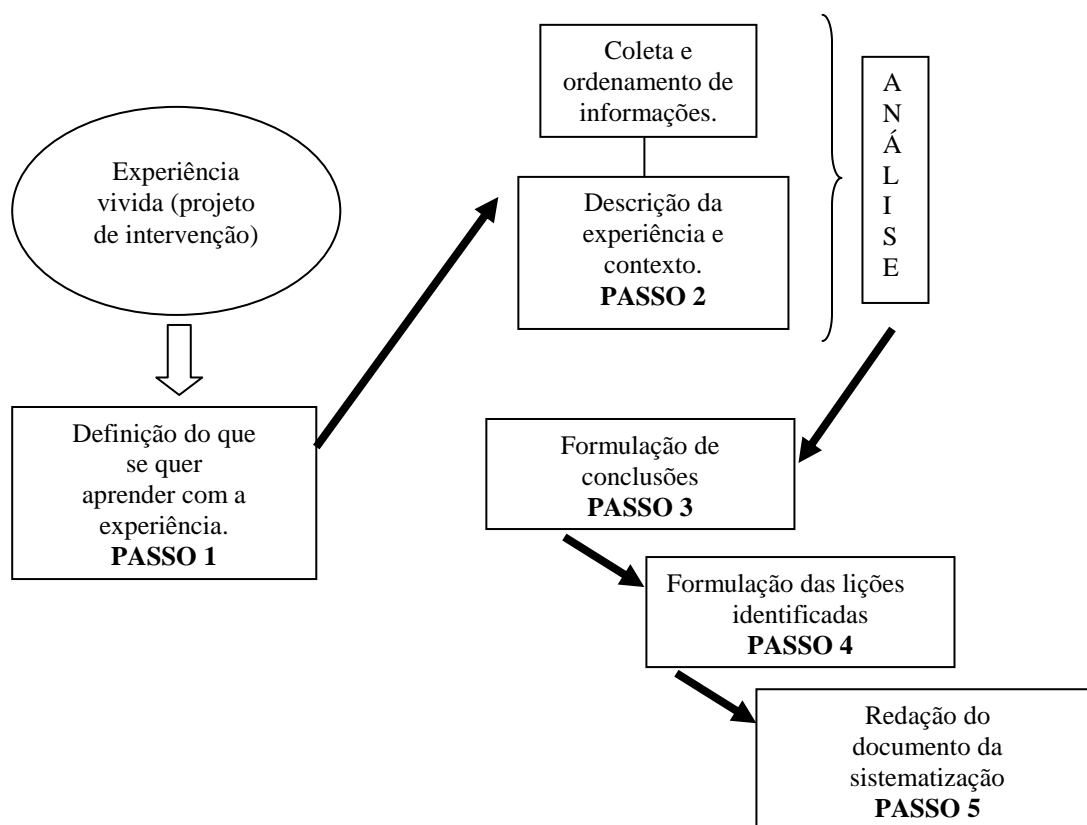 Experiência
vivida (projeto
de intervenção)
Definição do que
se quer
aprender com a
experiência.
PASSO 1
Coleta e
ordenamento de
informações.
Descrição da
experiência e
contexto.
PASSO 2
A
N
Á
L
I
S
E
Formulação de
conclusões
PASSO 3
Formulação das lições
identificadas
PASSO 4
Redação do
documento da
sistematização
PASSO 5